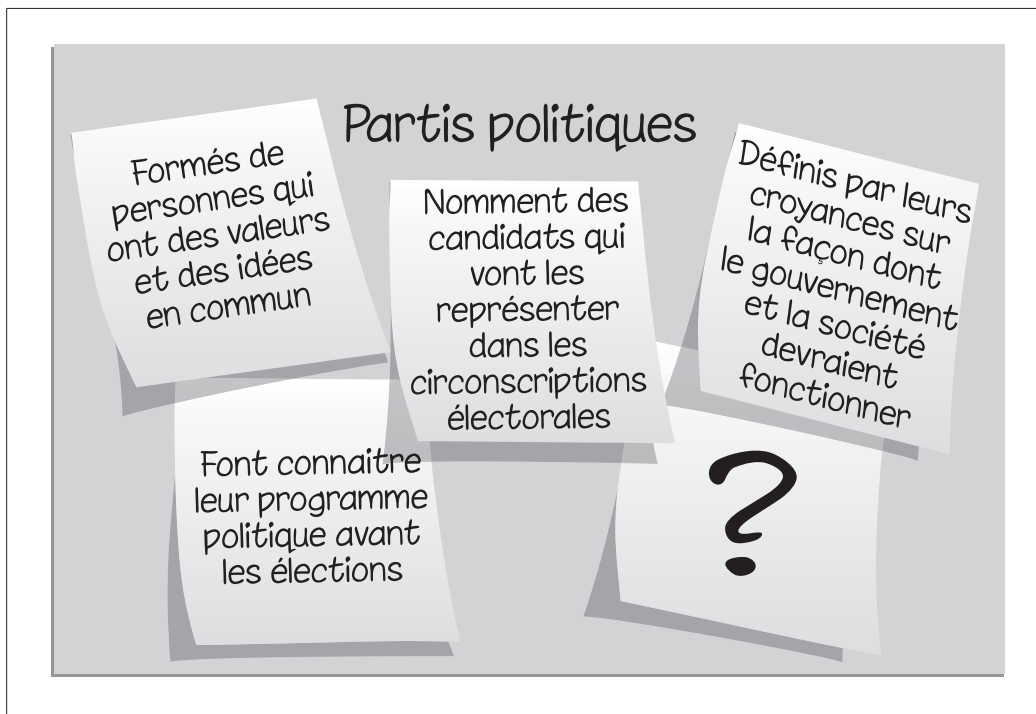 Partis politiques
Formés de
personnes qui
ont des valeurs
et des idées
en commun
Nomment des
candidats qui
vont les
représenter
dans les
circonscriptions
électorales
Définis par leurs
croyances sur
la façon dont
le gouvernement
et la société
devraient
fonctionner
Font connaitre
leur programme
politique avant
les élections
?